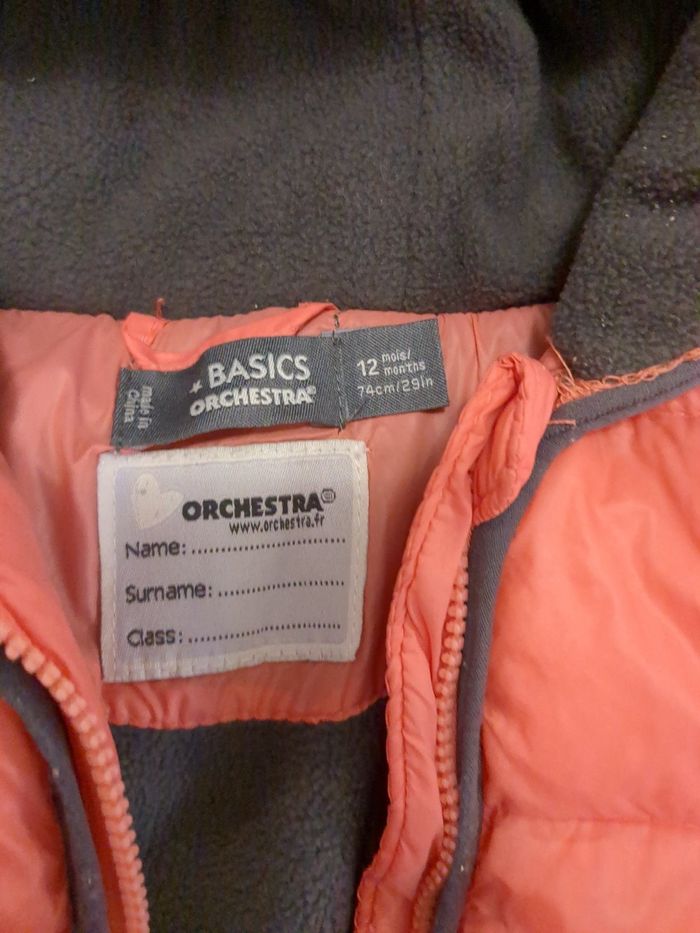 BASICS
ORCHESTRA
made in
China
12 mois/
months
74cm/29in
ORCHESTRA
www.orchestra.fr
Name:
Surname:
Class: